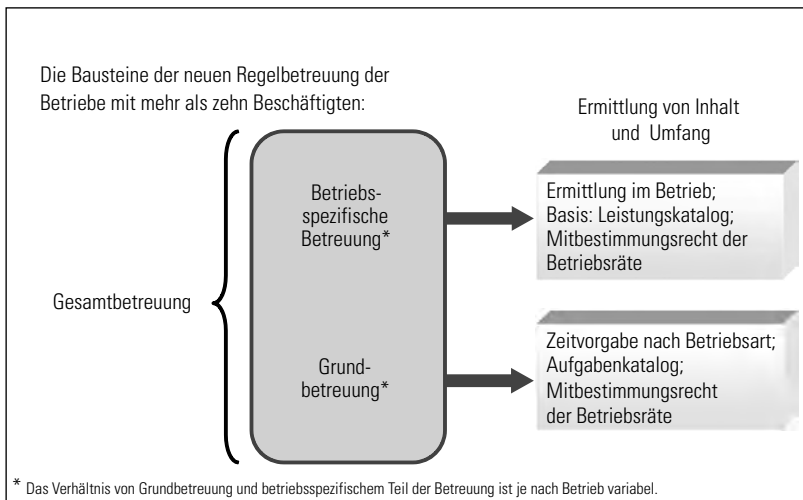 Die Bausteine der neuen Regelbetreuung der
Betriebe mit mehr als zehn Beschäftigten:
Ermittlung von Inhalt
und Umfang
Gesamtbetreuung
Betriebs-
spezifische
Betreuung*
Ermittlung im Betrieb;
Basis: Leistungskatalog;
Mitbestimmungsrecht der
Betriebsräte
Grund-
betreuung*
Zeitvorgabe nach Betriebsart;
Aufgabenkatalog;
Mitbestimmungsrecht
der Betriebsräte
* Das Verhältnis von Grundbetreuung und betriebsspezifischem Teil der Betreuung ist je nach Betrieb variabel.